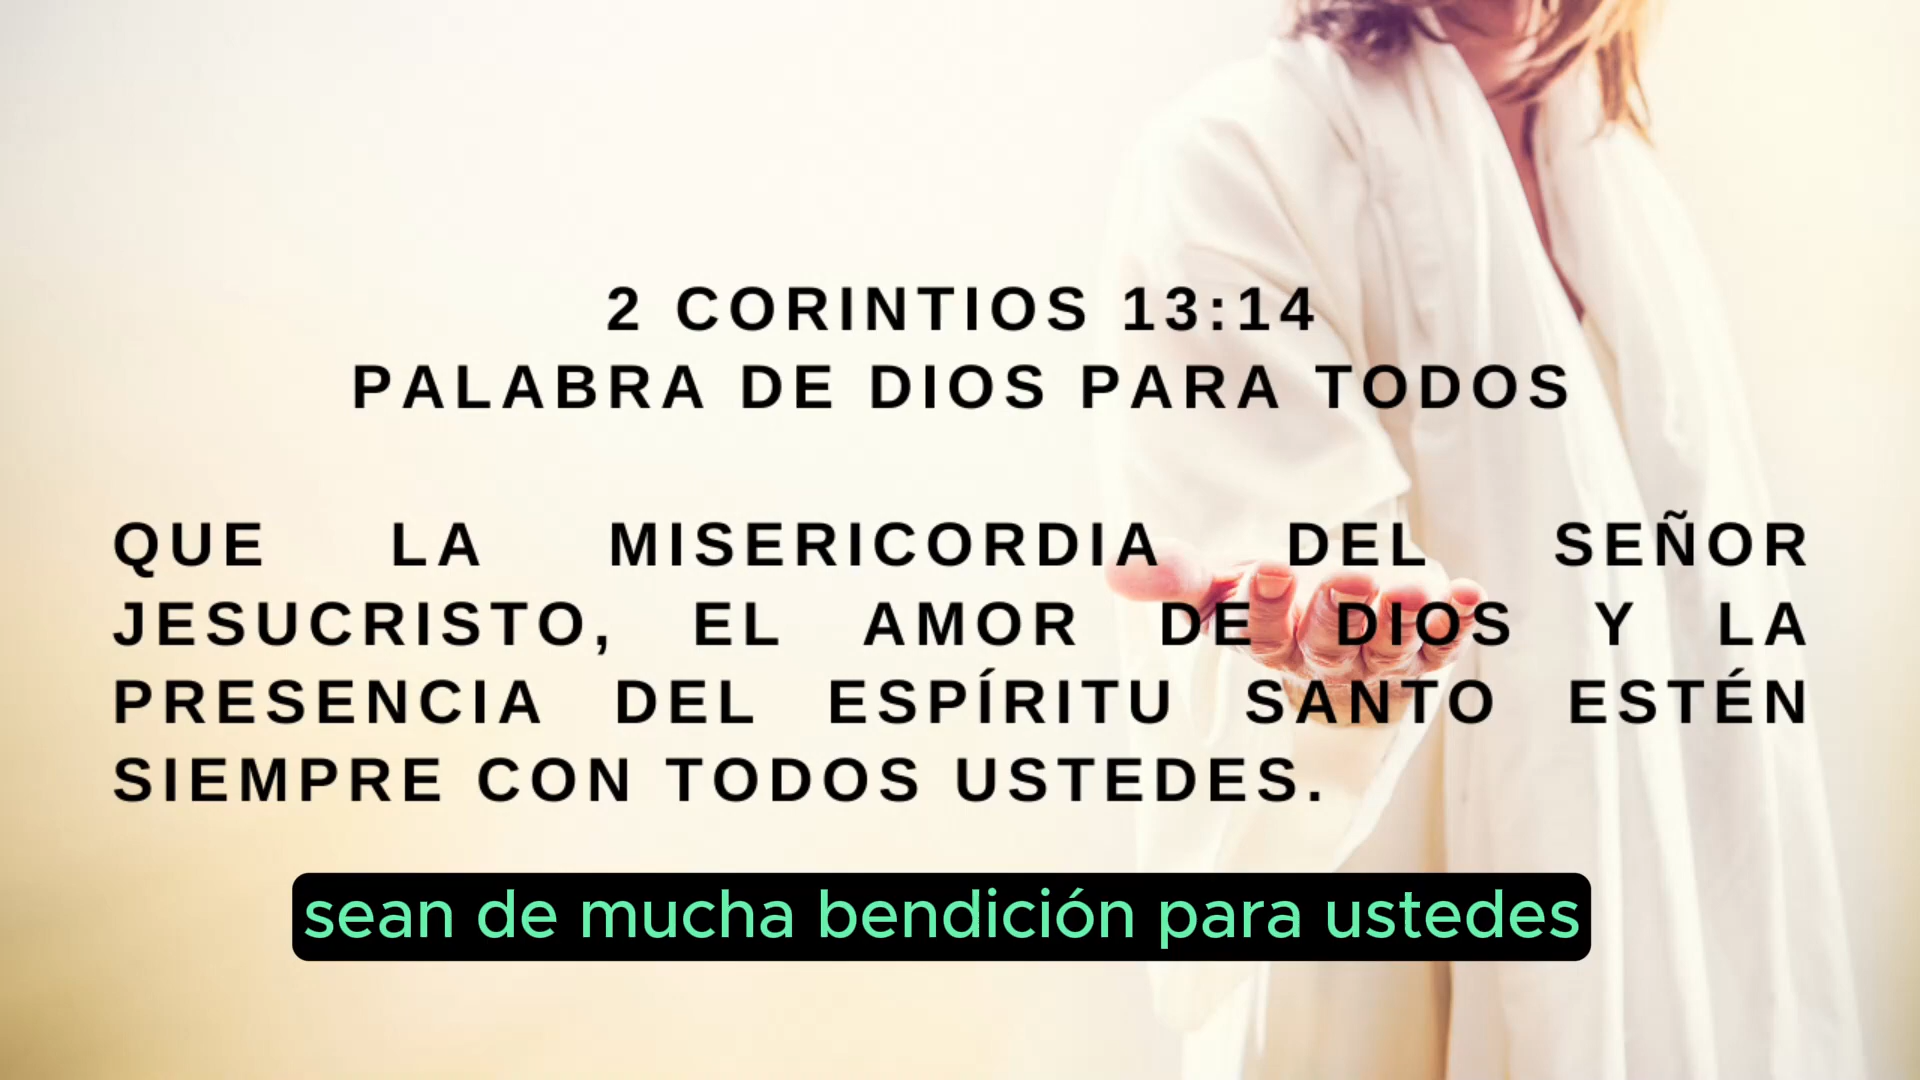 2 CORINTIOS 13:14
PALABRA DE DIOS PARA TODOS
QUE LA MISERICORDIA DEL SEÑOR
JESUCRISTO, EL AMOR DE DIOS Y LA
PRESENCIA DEL ESPÍRITU SANTO ESTÉN
SIEMPRE CON TODOS USTEDES.
sean de mucha bendición para ustedes